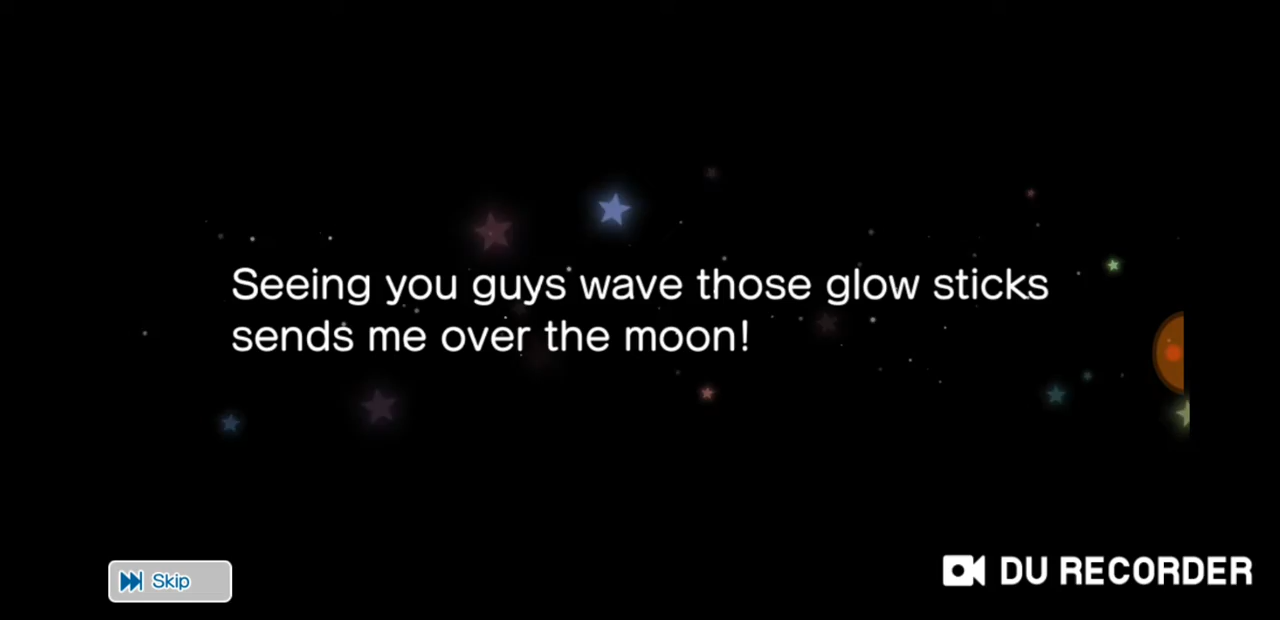 Seeing you guys wave those glow sticks
sends me over the moon!
Skip
DU RECORDER